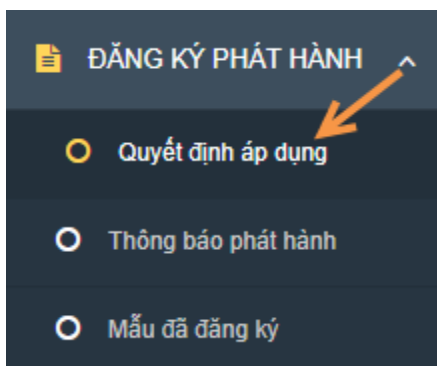 ĐĂNG KÝ PHÁT HÀNH
Quyết định áp dụng
Thông báo phát hành
Mẫu đã đăng ký